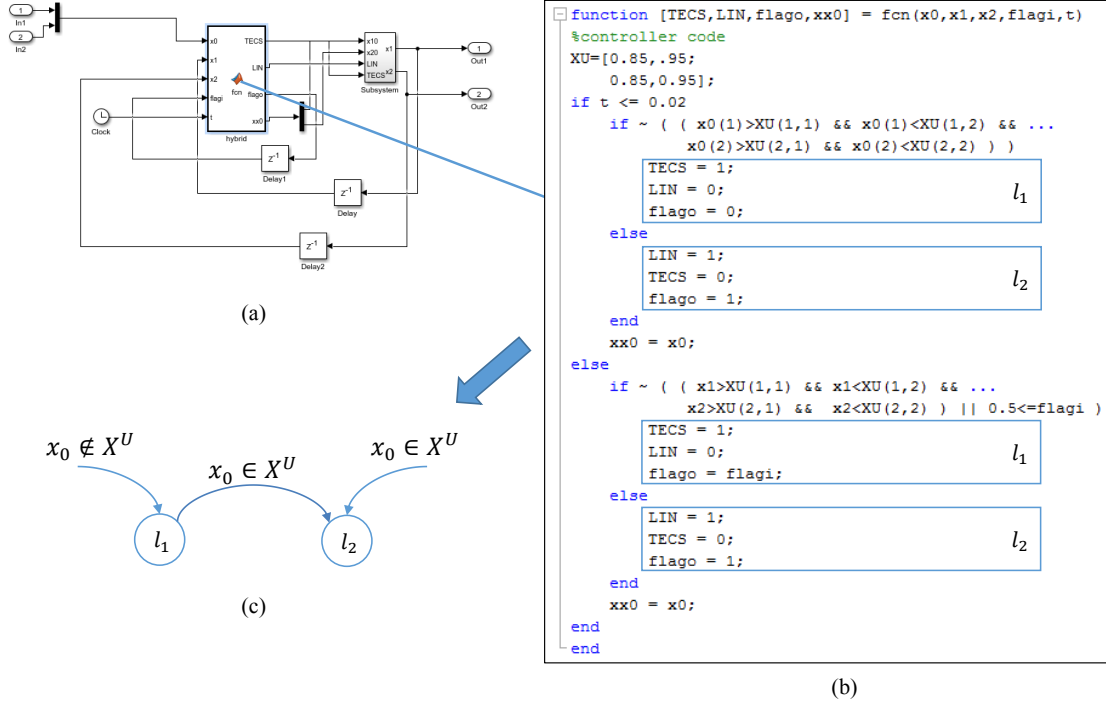 1
In1
2
In2
Clock
x0
x1
x2
flagi
t
TECS
LIN
flago
xx0
fcn
hybrid
x10
x20
LIN
TECS
x1
x2
Subsystem
1
Out1
2
Out2
Z⁻¹
Delay1
Z⁻¹
Delay
Z⁻¹
Delay2
(a)
function [TECS,LIN,flago,xx0] = fcn(x0,x1,x2,flagi,t)
%controller code
XU=[0.85,.95;
0.85,0.95];
if t <= 0.02
if ~ ( ( x0(1)>XU(1,1) && x0(1)<XU(1,2) && ...
x0(2)>XU(2,1) && x0(2)<XU(2,2) ) )
TECS = 1;
LIN = 0;
flago = 0;
l₁
else
LIN = 1;
TECS = 0;
flago = 1;
l₂
end
xx0 = x0;
else
if ~ ( ( x1>XU(1,1) && x1<XU(1,2) && ...
x2>XU(2,1) && x2<XU(2,2) ) || 0.5<=flagi )
TECS = 1;
LIN = 0;
flago = flagi;
l₁
else
LIN = 1;
TECS = 0;
flago = 1;
l₂
end
xx0 = x0;
end
end
(b)
x₀ ∉ Xᵁ
x₀ ∈ Xᵁ
x₀ ∈ Xᵁ
l₁
l₂
(c)